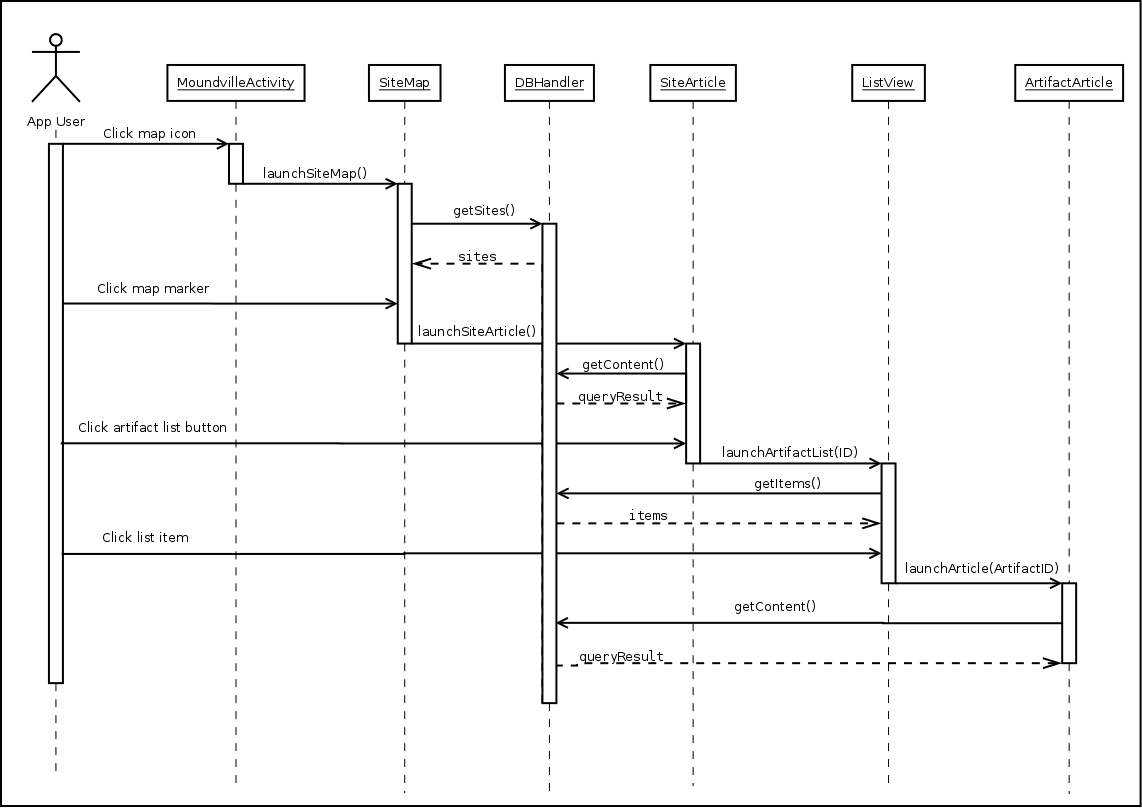 MoundvilleActivity
SiteMap
DBHandler
SiteArticle
ListView
ArtifactArticle
App User
Click map icon
launchSiteMap()
getSites()
sites
Click map marker
launchSiteArticle()
getContent()
queryResult
Click artifact list button
launchArtifactList(ID)
getItems()
items
Click list item
launchArticle(ArtifactID)
getContent()
queryResult